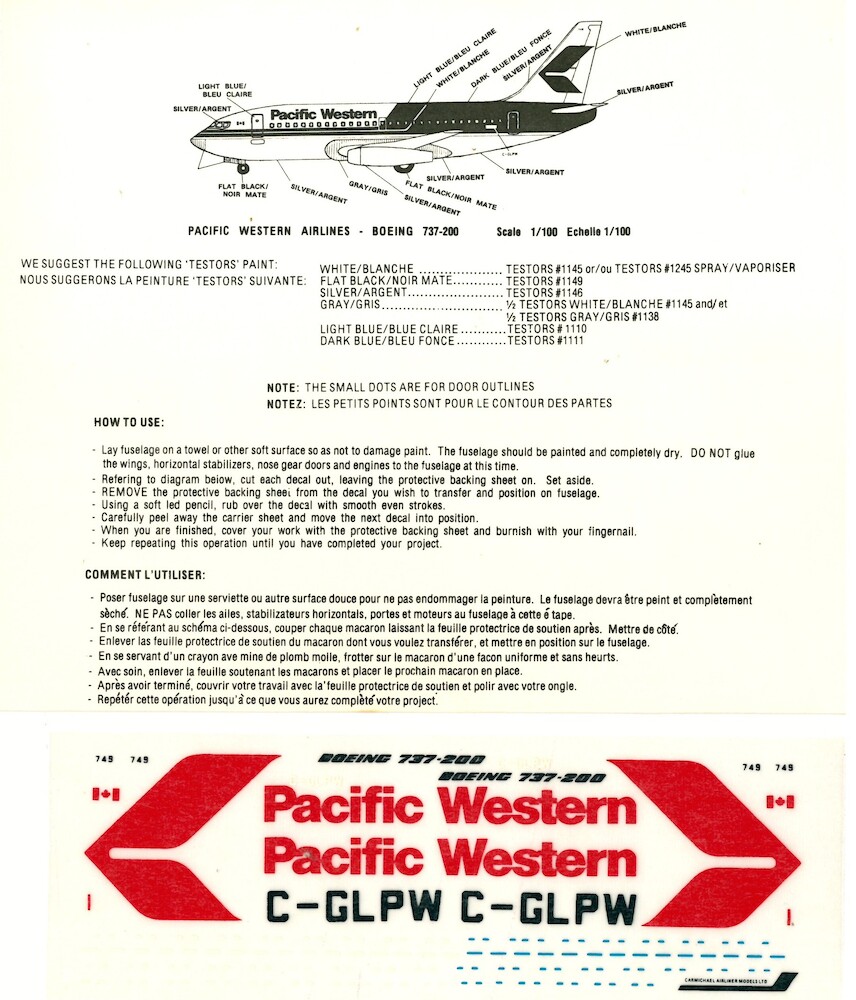 LIGHT BLUE/BLEU CLAIRE
WHITE/BLANCHE
DARK BLUE/BLEU FONCE
SILVER/ARGENT
WHITE/BLANCHE
SILVER/ARGENT
LIGHT BLUE/
BLEU CLAIRE
SILVER/ARGENT
Pacific Western
C-GLPW
FLAT BLACK/
NOIR MATE
SILVER/ARGENT
GRAY/GRIS
SILVER/ARGENT
FLAT BLACK/NOIR MATE
SILVER/ARGENT
SILVER/ARGENT
PACIFIC WESTERN AIRLINES - BOEING 737-200 Scale 1/100 Echelle 1/100
WE SUGGEST THE FOLLOWING 'TESTORS' PAINT:
NOUS SUGGERONS LA PEINTURE 'TESTORS' SUIVANTE:
WHITE/BLANCHE .................... TESTORS #1145 or/ou TESTORS #1245 SPRAY/VAPORISER
FLAT BLACK/NOIR MATE............TESTORS #1149
SILVER/ARGENT.......................TESTORS #1146
GRAY/GRIS............................. ½ TESTORS WHITE/BLANCHE #1145 and/et
½ TESTORS GRAY/GRIS #1138
LIGHT BLUE/BLUE CLAIRE ...........TESTORS # 1110
DARK BLUE/BLEU FONCE............TESTORS #1111
NOTE: THE SMALL DOTS ARE FOR DOOR OUTLINES
NOTEZ: LES PETITS POINTS SONT POUR LE CONTOUR DES PARTES
HOW TO USE:
- Lay fuselage on a towel or other soft surface so as not to damage paint. The fuselage should be painted and completely dry. DO NOT glue
the wings, horizontal stabilizers, nose gear doors and engines to the fuselage at this time.
- Refering to diagram below, cut each decal out, leaving the protective backing sheet on. Set aside.
- REMOVE the protective backing sheet from the decal you wish to transfer and position on fuselage.
- Using a soft led pencil, rub over the decal with smooth even strokes.
- Carefully peel away the carrier sheet and move the next decal into position.
- When you are finished, cover your work with the protective backing sheet and burnish with your fingernail.
- Keep repeating this operation until you have completed your project.
COMMENT L'UTILISER:
- Poser fuselage sur une serviette ou autre surface douce pour ne pas endommager la peinture. Le fuselage devra être peint et complètement
sèché. NE PAS coller les ailes, stabilizateurs horizontals, portes et moteurs au fuselage à cette é tape.
- En se référant au schéma ci-dessous, couper chaque macaron laissant la feuille protectrice de soutien après. Mettre de côté.
- Enlever las feuille protectrice de soutien du macaron dont vous voulez transférer, et mettre en position sur le fuselage.
- En se servant d'un crayon ave mine de plomb molle, frotter sur le macaron d'une facon uniforme et sans heurts.
- Avec soin, enlever la feuille soutenant les macarons et placer le prochain macaron en place.
- Après avoir terminé, couvrir votre travail avec la feuille protectrice de soutien et polir avec votre ongle.
- Repétér cette opération jusqu'à ce que vous aurez complèté votre project.
749 749
BOEING 737-200
BOEING 737-200
749 749
Pacific Western
Pacific Western
C-GLPW C-GLPW
CARMICHAEL AIRLINER MODELS LTD